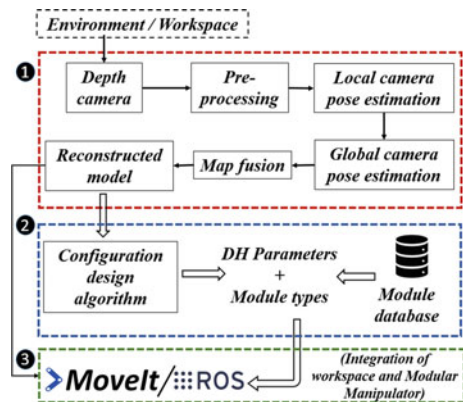 Environment / Workspace
1
Depth
camera
Pre-
processing
Local camera
pose estimation
Reconstructed
model
Map fusion
Global camera
pose estimation
2
Configuration
design
algorithm
DH Parameters
+
Module types
Module
database
3
MoveIt/ROS
(Integration of
workspace and Modular
Manipulator)